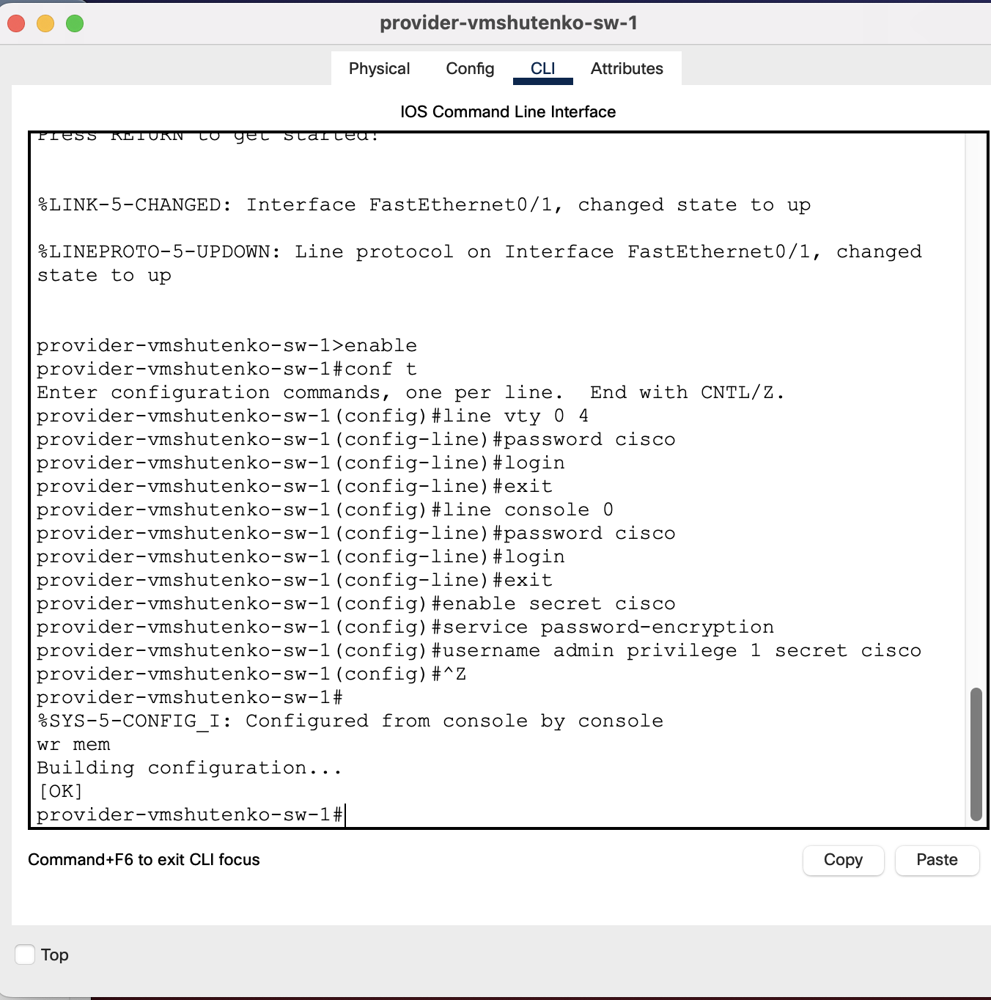 provider-vmshutenko-sw-1
Physical Config CLI Attributes
IOS Command Line Interface
Press RETURN to get started!
%LINK-5-CHANGED: Interface FastEthernet0/1, changed state to up
%LINEPROTO-5-UPDOWN: Line protocol on Interface FastEthernet0/1, changed
state to up
provider-vmshutenko-sw-1>enable
provider-vmshutenko-sw-1#conf t
Enter configuration commands, one per line.  End with CNTL/Z.
provider-vmshutenko-sw-1(config)#line vty 0 4
provider-vmshutenko-sw-1(config-line)#password cisco
provider-vmshutenko-sw-1(config-line)#login
provider-vmshutenko-sw-1(config-line)#exit
provider-vmshutenko-sw-1(config)#line console 0
provider-vmshutenko-sw-1(config-line)#password cisco
provider-vmshutenko-sw-1(config-line)#login
provider-vmshutenko-sw-1(config-line)#exit
provider-vmshutenko-sw-1(config)#enable secret cisco
provider-vmshutenko-sw-1(config)#service password-encryption
provider-vmshutenko-sw-1(config)#username admin privilege 1 secret cisco
provider-vmshutenko-sw-1(config)#^Z
provider-vmshutenko-sw-1#
%SYS-5-CONFIG_I: Configured from console by console
wr mem
Building configuration...
[OK]
provider-vmshutenko-sw-1#
Command+F6 to exit CLI focus
Copy Paste
Top